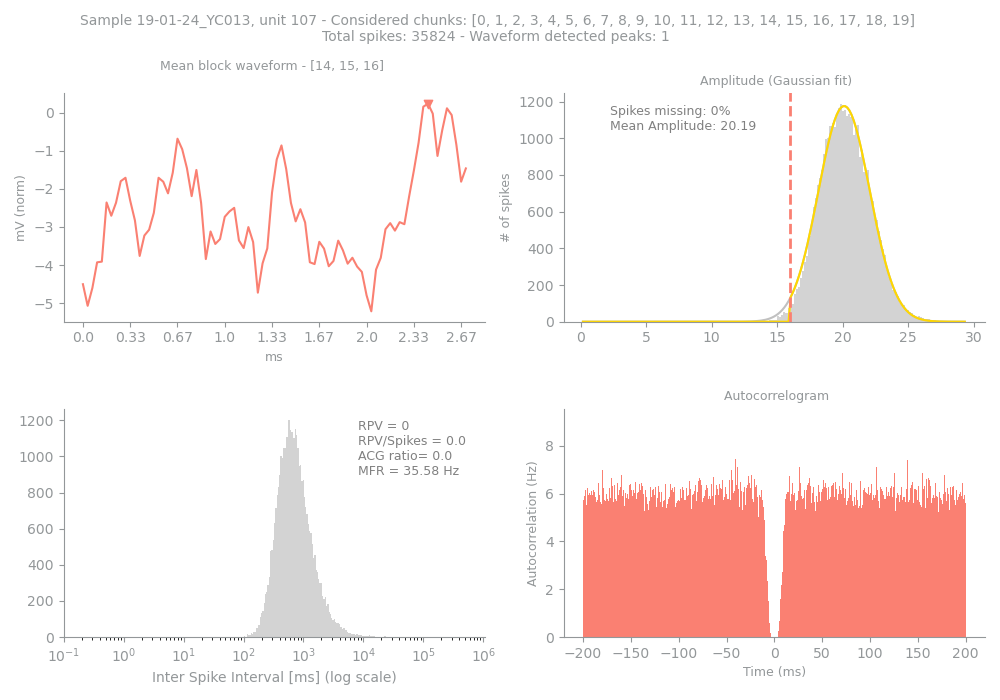 Sample 19-01-24_YC013, unit 107 - Considered chunks: [0, 1, 2, 3, 4, 5, 6, 7, 8, 9, 10, 11, 12, 13, 14, 15, 16, 17, 18, 19]
Total spikes: 35824 - Waveform detected peaks: 1
Mean block waveform - [14, 15, 16]
mV (norm)
0
−1
−2
−3
−4
−5
0.0 0.33 0.67 1.0 1.33 1.67 2.0 2.33 2.67
ms
Amplitude (Gaussian fit)
Spikes missing: 0%
Mean Amplitude: 20.19
# of spikes
1200
1000
800
600
400
200
0
0 5 10 15 20 25 30
RPV = 0
RPV/Spikes = 0.0
ACG ratio= 0.0
MFR = 35.58 Hz
1200
1000
800
600
400
200
0
10⁻¹ 10⁰ 10¹ 10² 10³ 10⁴ 10⁵ 10⁶
Inter Spike Interval [ms] (log scale)
Autocorrelogram
Autocorrelation (Hz)
8
6
4
2
0
−200 −150 −100 −50 0 50 100 150 200
Time (ms)